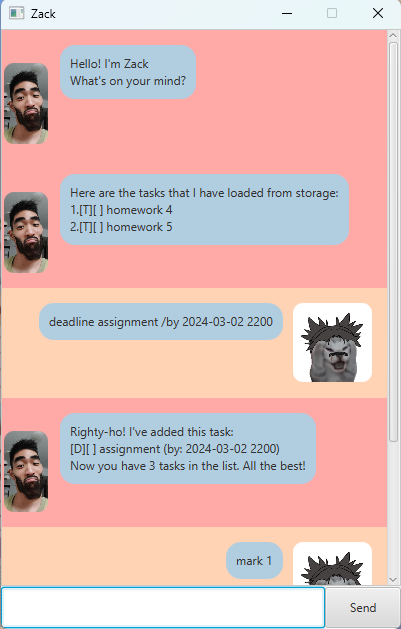 Zack
Hello! I'm Zack
What's on your mind?
Here are the tasks that I have loaded from storage:
1.[T][ ] homework 4
2.[T][ ] homework 5
deadline assignment /by 2024-03-02 2200
Righty-ho! I've added this task:
[D][ ] assignment (by: 2024-03-02 2200)
Now you have 3 tasks in the list. All the best!
mark 1
Send